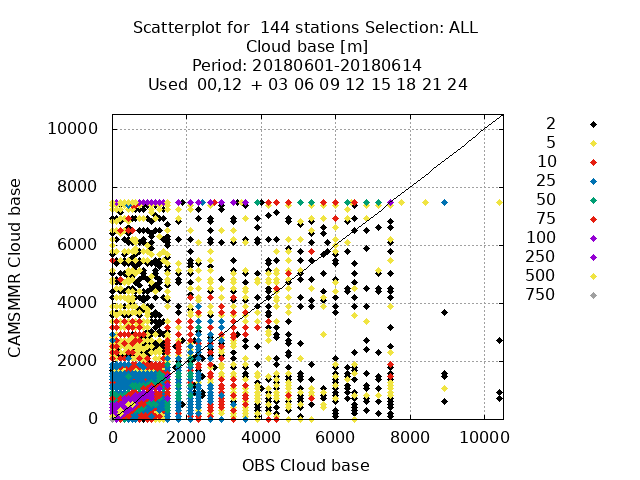 Scatterplot for  144 stations Selection: ALL
Cloud base [m]
Period: 20180601-20180614
Used  00,12  + 03 06 09 12 15 18 21 24
10000
8000
6000
4000
2000
0
CAMSJMMR Cloud base
0 2000 4000 6000 8000 10000
OBS Cloud base
2
5
10
25
50
75
100
250
500
750